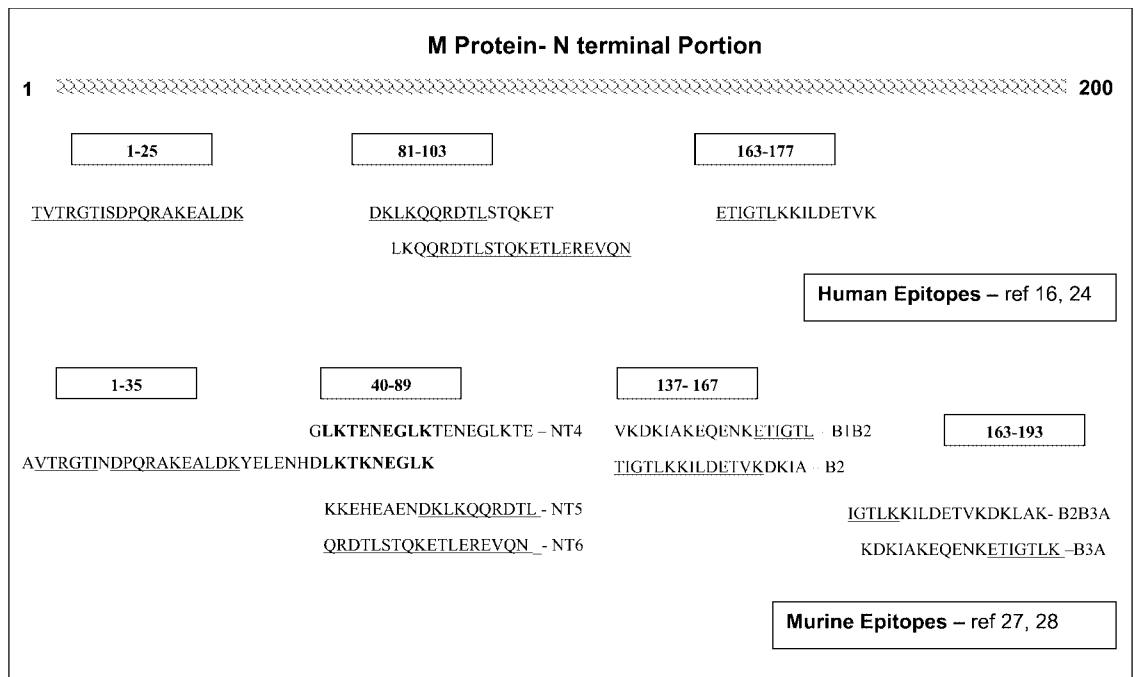 M Protein- N terminal Portion
1 200
1-25 81-103 163-177
TVTRGTISDPQRAKEALDK DKLKQQRDTLSTQKET ETIGTLKKILDETVK
LKQQRDTLSTQKETLEREVQN
Human Epitopes – ref 16, 24
1-35 40-89 137- 167
GLKTENEGLKTENEGLKTE – NT4 VKDKIAKEQENKETIGTL - B1B2 163-193
AVTRGTINDPQRAKEALDKYELENHDLKTKNEGLK TIGTLKKILDETVKDKIA - B2
KKEHEAENDKLKQQRDTL - NT5 IGTLKKILDETVKDKLAK- B2B3A
QRDTLSTQKETLEREVQN _- NT6 KDKIAKEQENKETIGTLK –B3A
Murine Epitopes – ref 27, 28